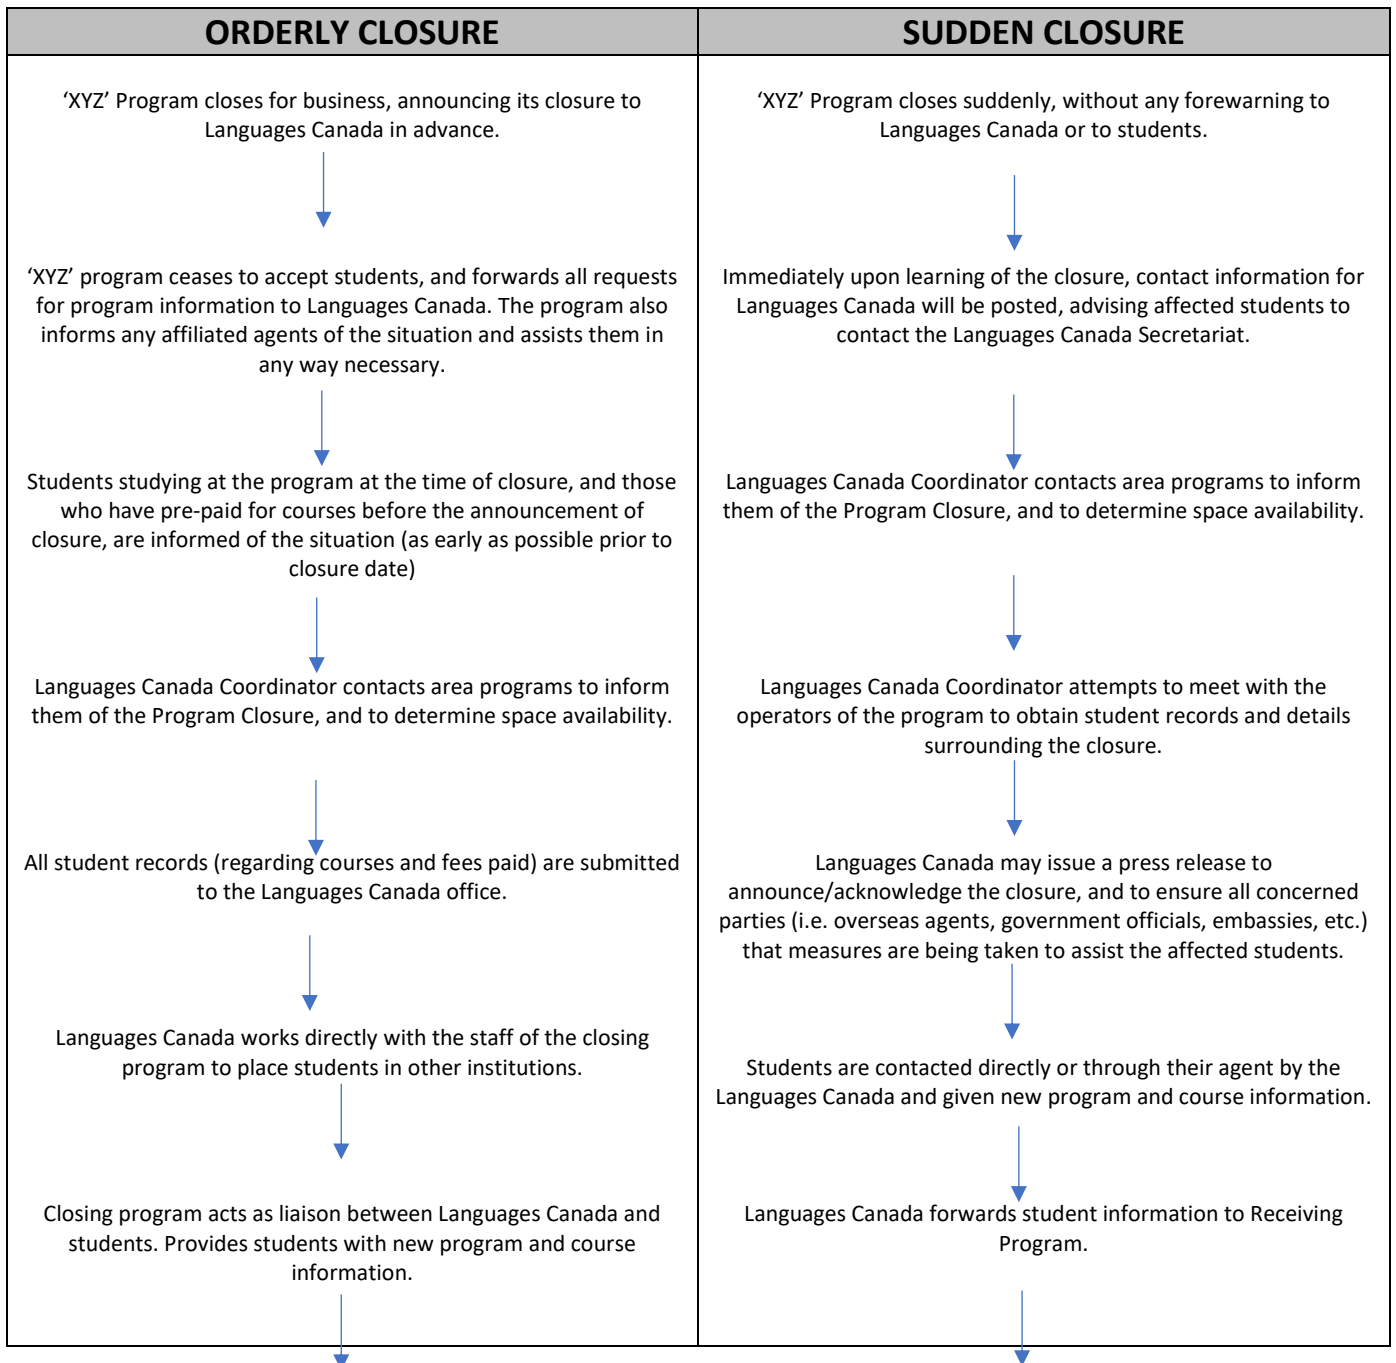 ORDERLY CLOSURE
‘XYZ’ Program closes for business, announcing its closure to
Languages Canada in advance.
‘XYZ’ program ceases to accept students, and forwards all requests
for program information to Languages Canada. The program also
informs any affiliated agents of the situation and assists them in
any way necessary.
Students studying at the program at the time of closure, and those
who have pre-paid for courses before the announcement of
closure, are informed of the situation (as early as possible prior to
closure date)
Languages Canada Coordinator contacts area programs to inform
them of the Program Closure, and to determine space availability.
All student records (regarding courses and fees paid) are submitted
to the Languages Canada office.
Languages Canada works directly with the staff of the closing
program to place students in other institutions.
Closing program acts as liaison between Languages Canada and
students. Provides students with new program and course
information.
SUDDEN CLOSURE
‘XYZ’ Program closes suddenly, without any forewarning to
Languages Canada or to students.
Immediately upon learning of the closure, contact information for
Languages Canada will be posted, advising affected students to
contact the Languages Canada Secretariat.
Languages Canada Coordinator contacts area programs to inform
them of the Program Closure, and to determine space availability.
Languages Canada Coordinator attempts to meet with the
operators of the program to obtain student records and details
surrounding the closure.
Languages Canada may issue a press release to
announce/acknowledge the closure, and to ensure all concerned
parties (i.e. overseas agents, government officials, embassies, etc.)
that measures are being taken to assist the affected students.
Students are contacted directly or through their agent by the
Languages Canada and given new program and course information.
Languages Canada forwards student information to Receiving
Program.